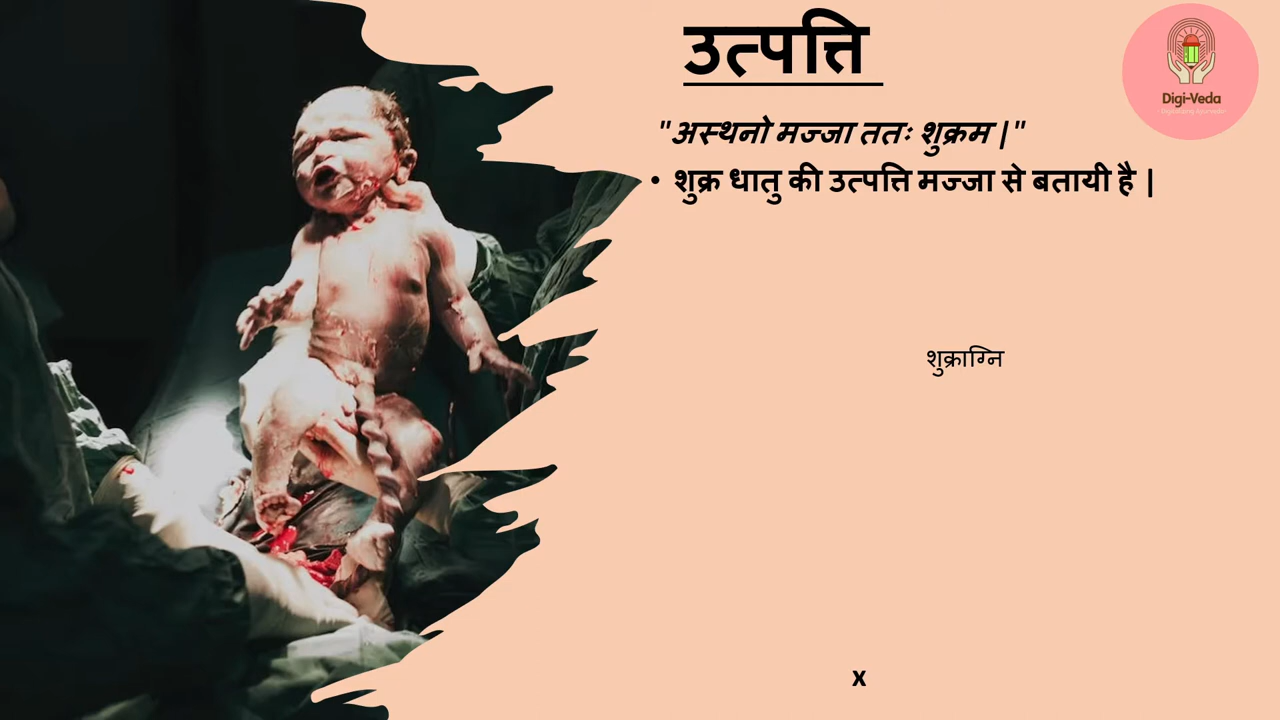 उत्पत्ति
Digi-Veda
"अस्थनो मज्जा ततः शुक्रम |"
• शुक्र धातु की उत्पत्ति मज्जा से बतायी है |
शुक्राग्नि
x